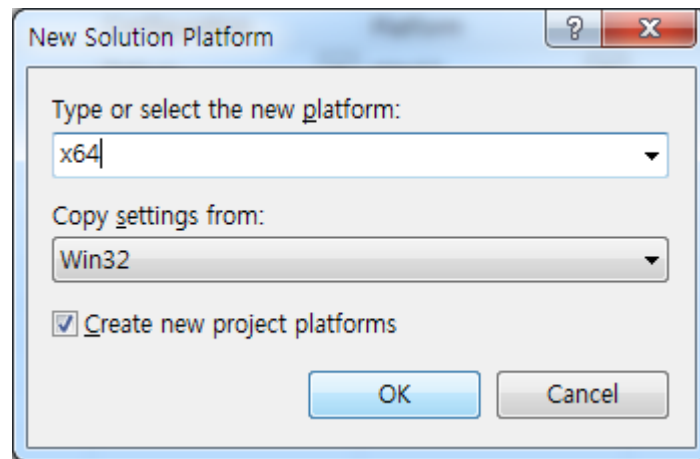 New Solution Platform
Type or select the new platform:
x64
Copy settings from:
Win32
Create new project platforms
OK
Cancel